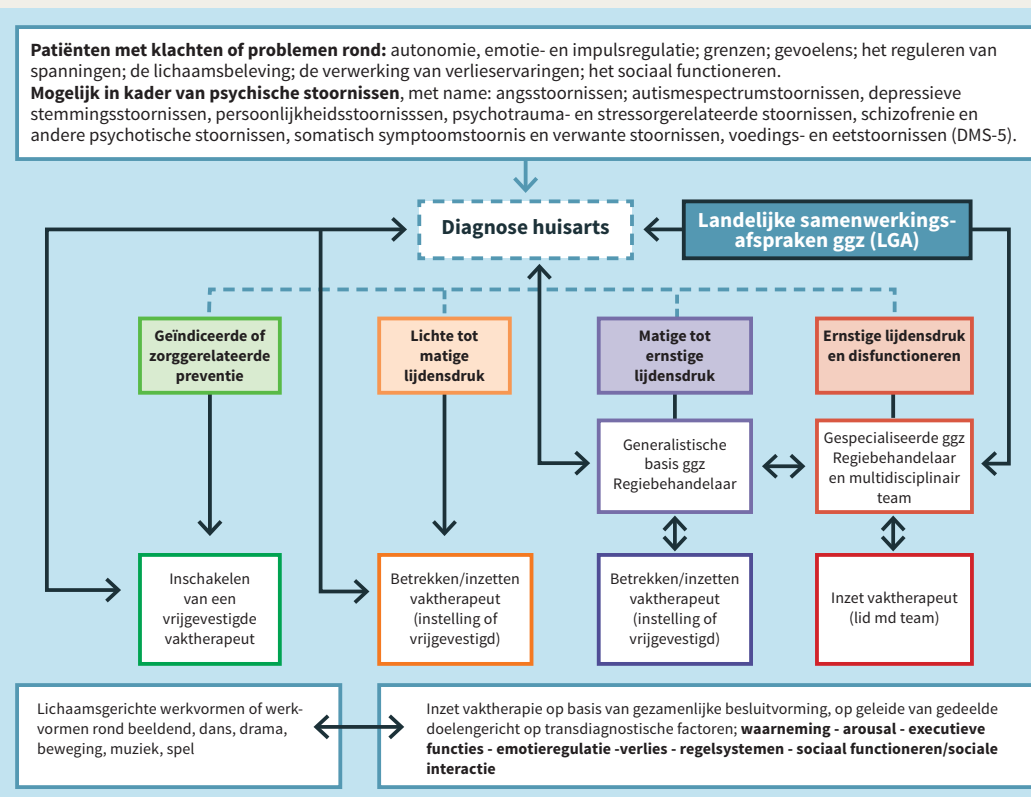 Patiënten met klachten of problemen rond: autonomie, emotie- en impulsregulatie; grenzen; gevoelens; het reguleren van
spanningen; de lichaamsbeleving; de verwerking van verlieservaringen; het sociaal functioneren.
Mogelijk in kader van psychische stoornissen, met name: angsstoornissen; autismespectrumstoornissen, depressieve
stemmingsstoornissen, persoonlijkheidsstoornisssen, psychotrauma- en stressorgerelateerde stoornissen, schizofrenie en
andere psychotische stoornissen, somatisch symptoomstoornis en verwante stoornissen, voedings- en eetstoornissen (DMS-5).
Diagnose huisarts
Landelijke samenwerkings-
afspraken ggz (LGA)
Geïndiceerde of
zorggerelateerde
preventie
Lichte tot
matige
lijdensdruk
Matige tot
ernstige
lijdensdruk
Ernstige lijdensdruk
en disfunctioneren
Generalistische
basis ggz
Regiebehandelaar
Gespecialiseerde ggz
Regiebehandelaar
en multidisciplinair
team
Inschakelen
van een
vrijgevestigde
vaktherapeut
Betrekken/inzetten
vaktherapeut
(instelling of
vrijgevestigd)
Betrekken/inzetten
vaktherapeut
(instelling of
vrijgevestigd)
Inzet vaktherapeut
(lid md team)
Lichaamsgerichte werkvormen of werk-
vormen rond beeldend, dans, drama,
beweging, muziek, spel
Inzet vaktherapie op basis van gezamenlijke besluitvorming, op geleide van gedeelde
doelengericht op transdiagnostische factoren; waarneming - arousal - executieve
functies - emotieregulatie -verlies - regelsystemen - sociaal functioneren/sociale
interactie